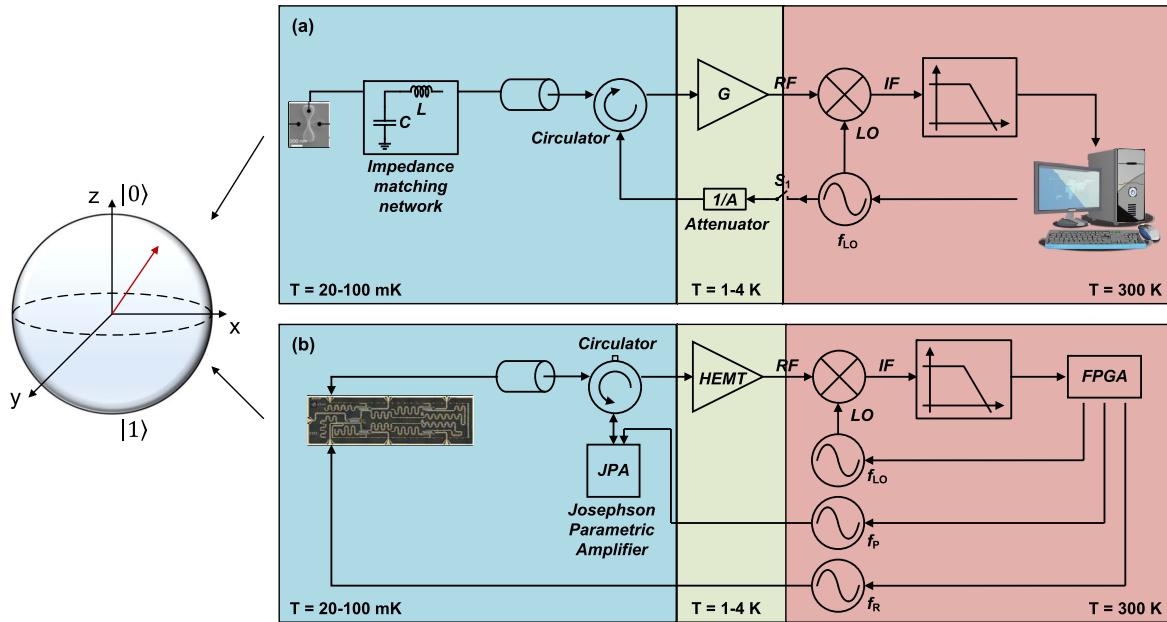 (a)
RF
IF
G
L
C
Circulator
LO
Impedance
matching
network
S1
1/A
Attenuator
fLO
T = 20-100 mK
T = 1-4 K
T = 300 K
z
|0⟩
x
y
|1⟩
(b)
Circulator
RF
IF
HEMT
FPGA
LO
JPA
fLO
Josephson
Parametric
Amplifier
fP
fR
T = 20-100 mK
T = 1-4 K
T = 300 K